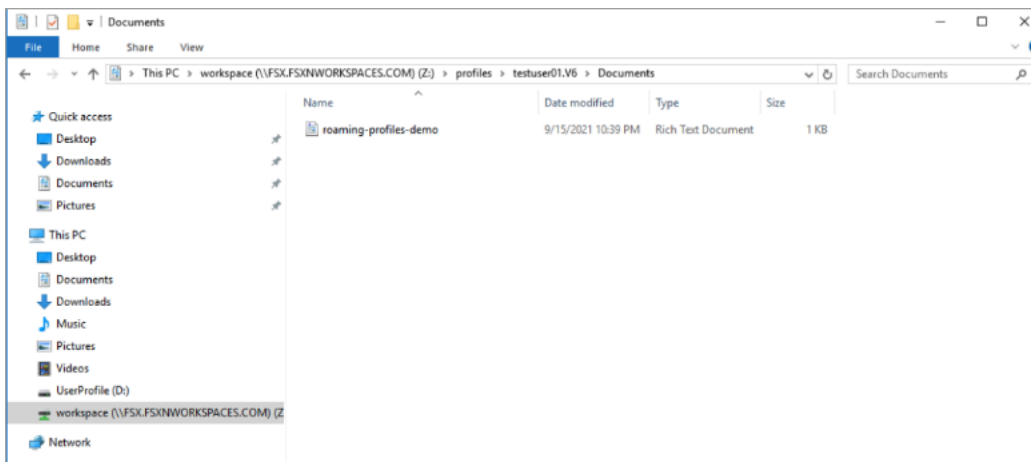 Documents
File Home Share View
This PC > workspace (\\FSX.FSXNWORKSPACES.COM) (Z:) > profiles > testuser01.V6 > Documents
Search Documents
Name Date modified Type Size
roaming-profiles-demo 9/15/2021 10:39 PM Rich Text Document 1 KB
Quick access
Desktop
Downloads
Documents
Pictures
This PC
Desktop
Documents
Downloads
Music
Pictures
Videos
UserProfile (D:)
workspace (\\FSX.FSXNWORKSPACES.COM) (Z
Network